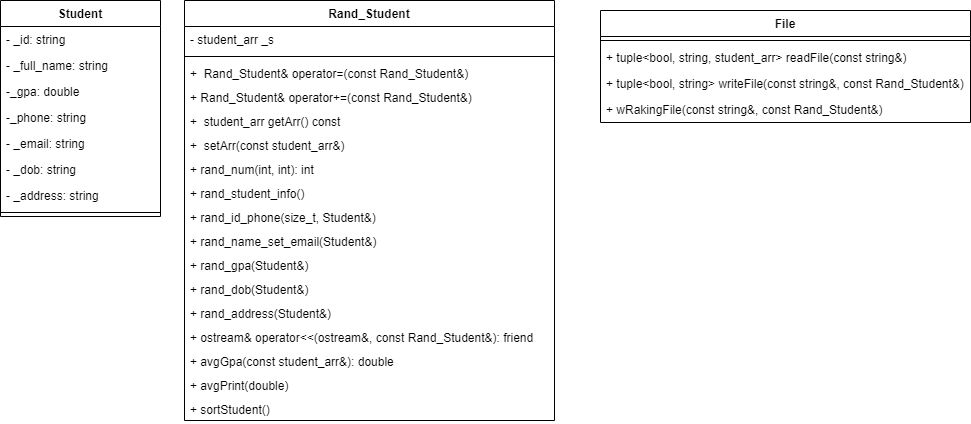 Student
- _id: string
- _full_name: string
-_gpa: double
-_phone: string
- _email: string
- _dob: string
- _address: string
Rand_Student
- student_arr _s
+ Rand_Student& operator=(const Rand_Student&)
+ Rand_Student& operator+=(const Rand_Student&)
+ student_arr getArr() const
+ setArr(const student_arr&)
+ rand_num(int, int): int
+ rand_student_info()
+ rand_id_phone(size_t, Student&)
+ rand_name_set_email(Student&)
+ rand_gpa(Student&)
+ rand_dob(Student&)
+ rand_address(Student&)
+ ostream& operator<<(ostream&, const Rand_Student&): friend
+ avgGpa(const student_arr&): double
+ avgPrint(double)
+ sortStudent()
File
+ tuple<bool, string, student_arr> readFile(const string&)
+ tuple<bool, string> writeFile(const string&, const Rand_Student&)
+ wRakingFile(const string&, const Rand_Student&)